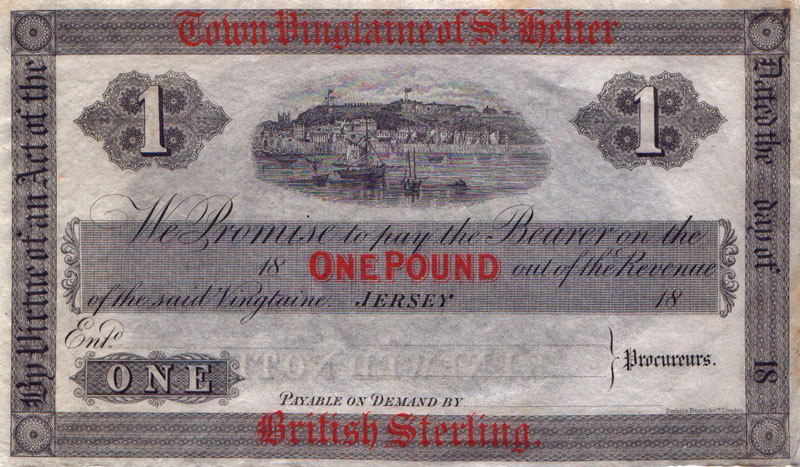 Town Vingtaine of St. Helier
By Virtue of an Act of the
Dated the day of 18
1 1
We Promise to pay the Bearer on the
18 ONE POUND out of the Revenue
of the said Vingtaine. JERSEY 18
Entd.
ONE
Procureurs.
PAYABLE ON DEMAND BY
British Sterling.